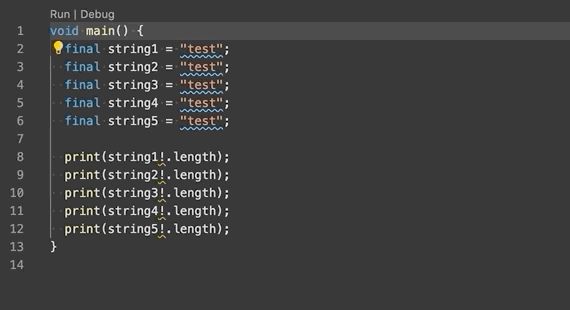 Run | Debug
1 void main() {
2 final string1 = "test";
3 final string2 = "test";
4 final string3 = "test";
5 final string4 = "test";
6 final string5 = "test";
7
8 print(string1!.length);
9 print(string2!.length);
10 print(string3!.length);
11 print(string4!.length);
12 print(string5!.length);
13 }
14